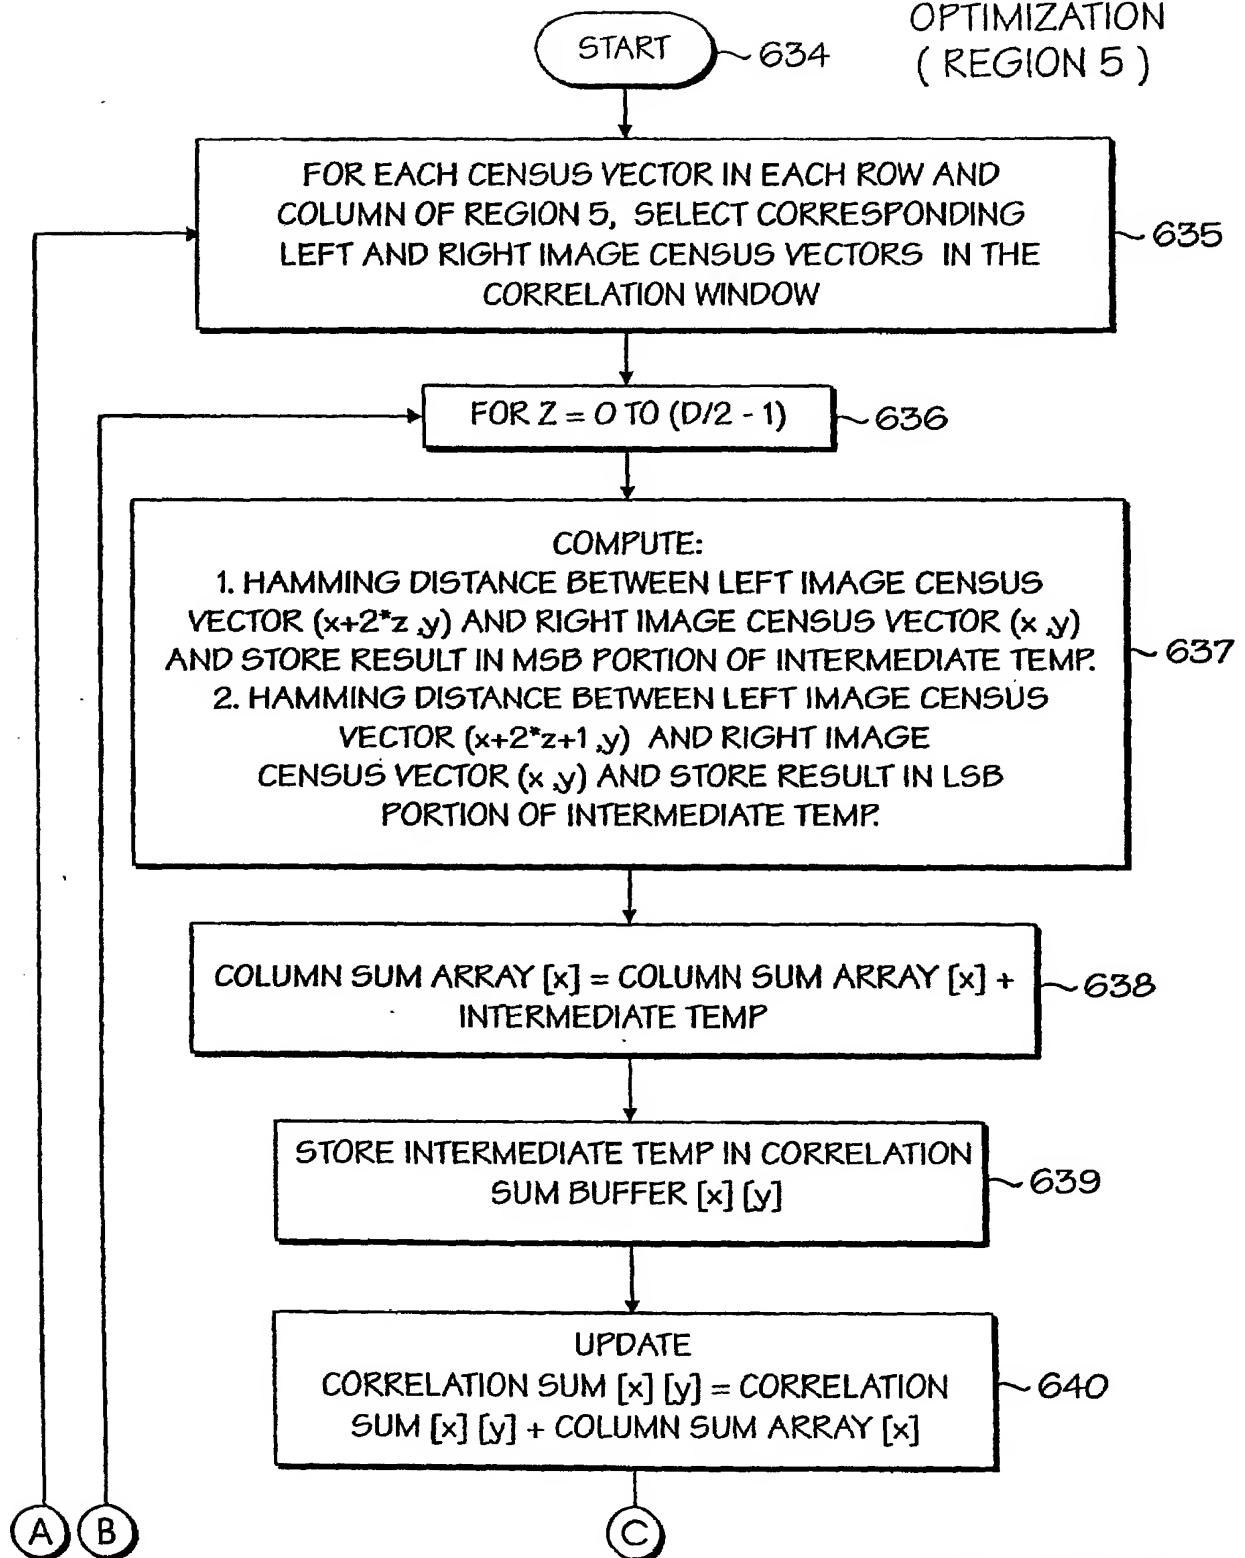 OPTIMIZATION
( REGION 5 )
START
634
FOR EACH CENSUS VECTOR IN EACH ROW AND
COLUMN OF REGION 5, SELECT CORRESPONDING
LEFT AND RIGHT IMAGE CENSUS VECTORS IN THE
CORRELATION WINDOW
635
FOR Z = 0 TO (D/2 - 1)
636
COMPUTE:
1. HAMMING DISTANCE BETWEEN LEFT IMAGE CENSUS
VECTOR (x+2*z ,y) AND RIGHT IMAGE CENSUS VECTOR (x ,y)
AND STORE RESULT IN MSB PORTION OF INTERMEDIATE TEMP.
2. HAMMING DISTANCE BETWEEN LEFT IMAGE CENSUS
VECTOR (x+2*z+1 ,y) AND RIGHT IMAGE
CENSUS VECTOR (x ,y) AND STORE RESULT IN LSB
PORTION OF INTERMEDIATE TEMP.
637
COLUMN SUM ARRAY [x] = COLUMN SUM ARRAY [x] +
INTERMEDIATE TEMP
638
STORE INTERMEDIATE TEMP IN CORRELATION
SUM BUFFER [x] [y]
639
UPDATE
CORRELATION SUM [x] [y] = CORRELATION
SUM [x] [y] + COLUMN SUM ARRAY [x]
640
A
B
C